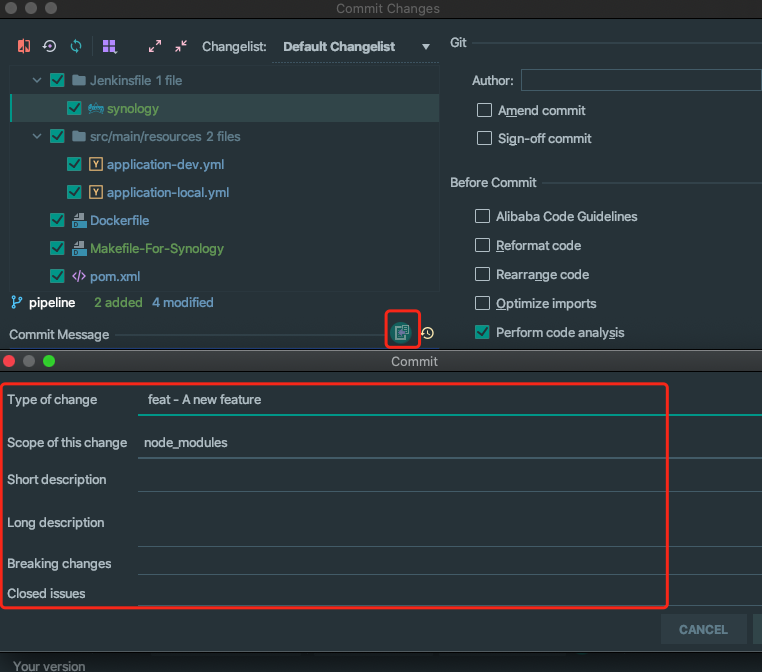 Commit Changes
Changelist: Default Changelist
Jenkinsfile 1 file
synology
src/main/resources 2 files
application-dev.yml
application-local.yml
Dockerfile
Makefile-For-Synology
pom.xml
pipeline 2 added 4 modified
Commit Message
Git
Author:
Amend commit
Sign-off commit
Before Commit
Alibaba Code Guidelines
Reformat code
Rearrange code
Optimize imports
Perform code analysis
Commit
Type of change feat - A new feature
Scope of this change node_modules
Short description
Long description
Breaking changes
Closed issues
CANCEL
Your version